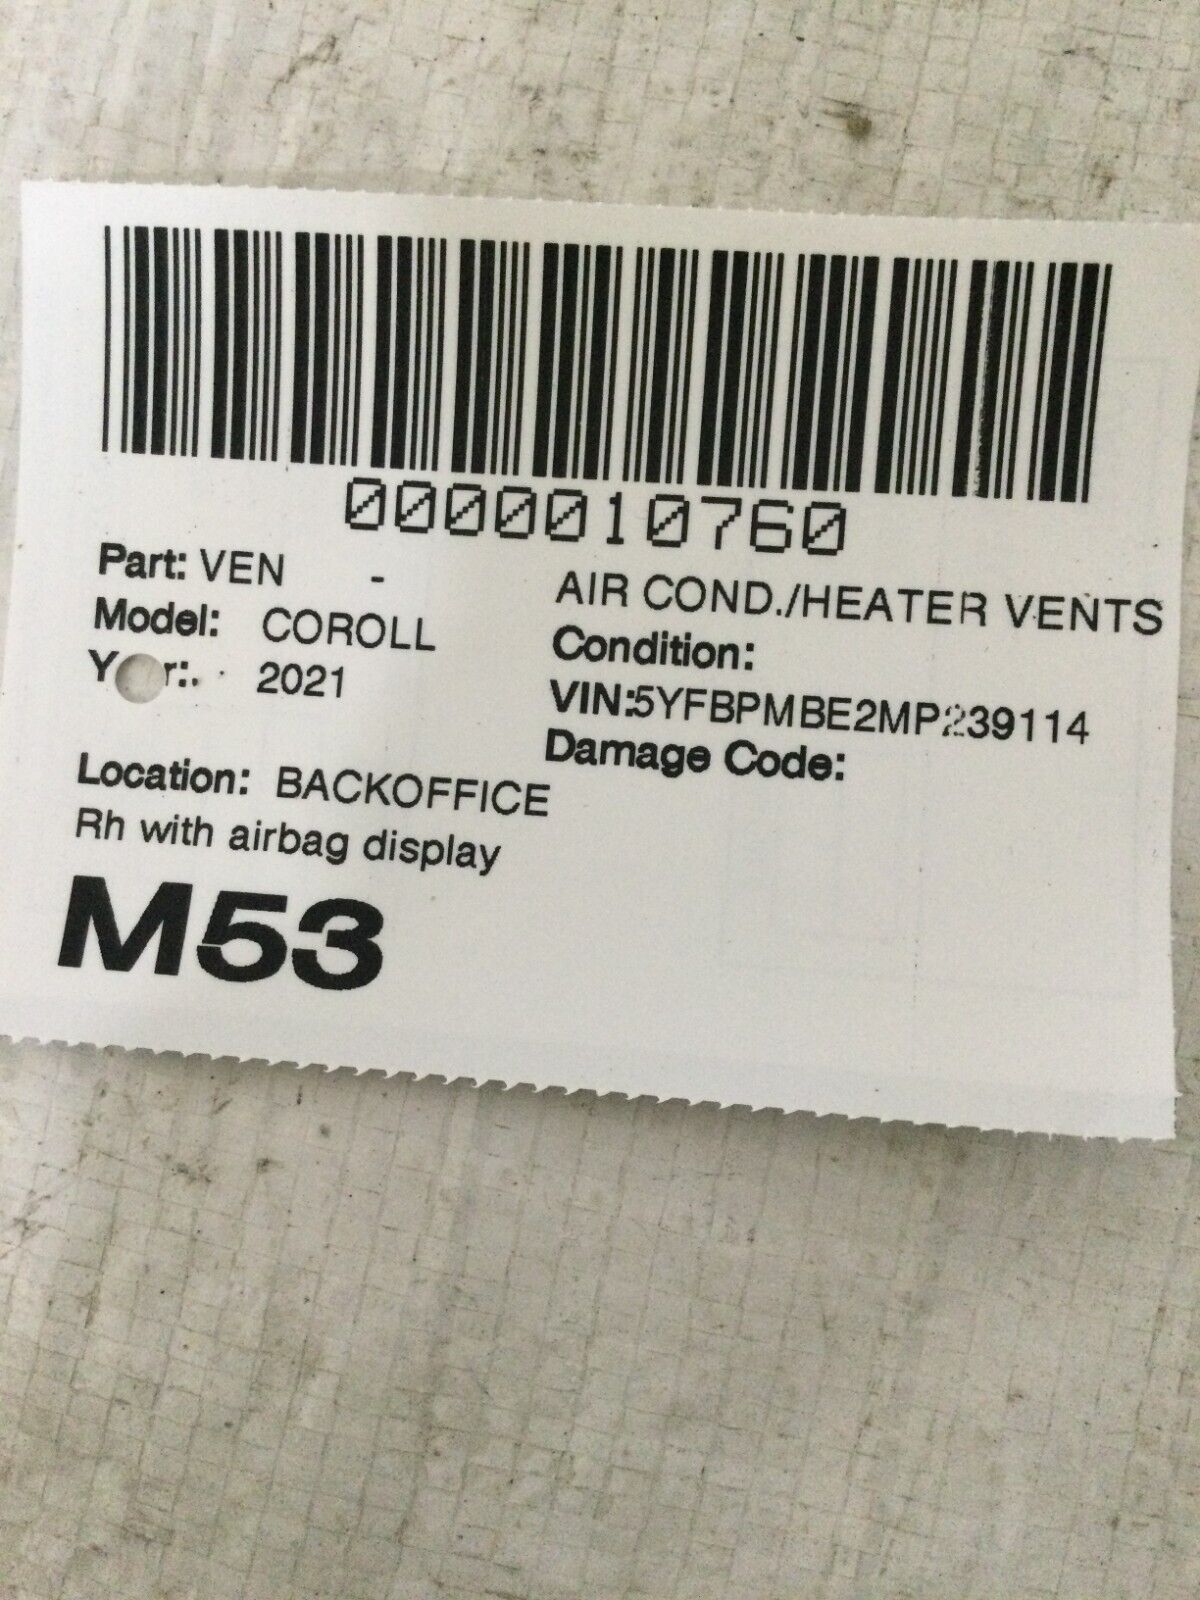 0000010760
Part: VEN - AIR COND./HEATER VENTS
Model: COROLL Condition:
Y r: 2021 VIN:5YFBPMBE2MP239114
Damage Code:
Location: BACKOFFICE
Rh with airbag display
M53